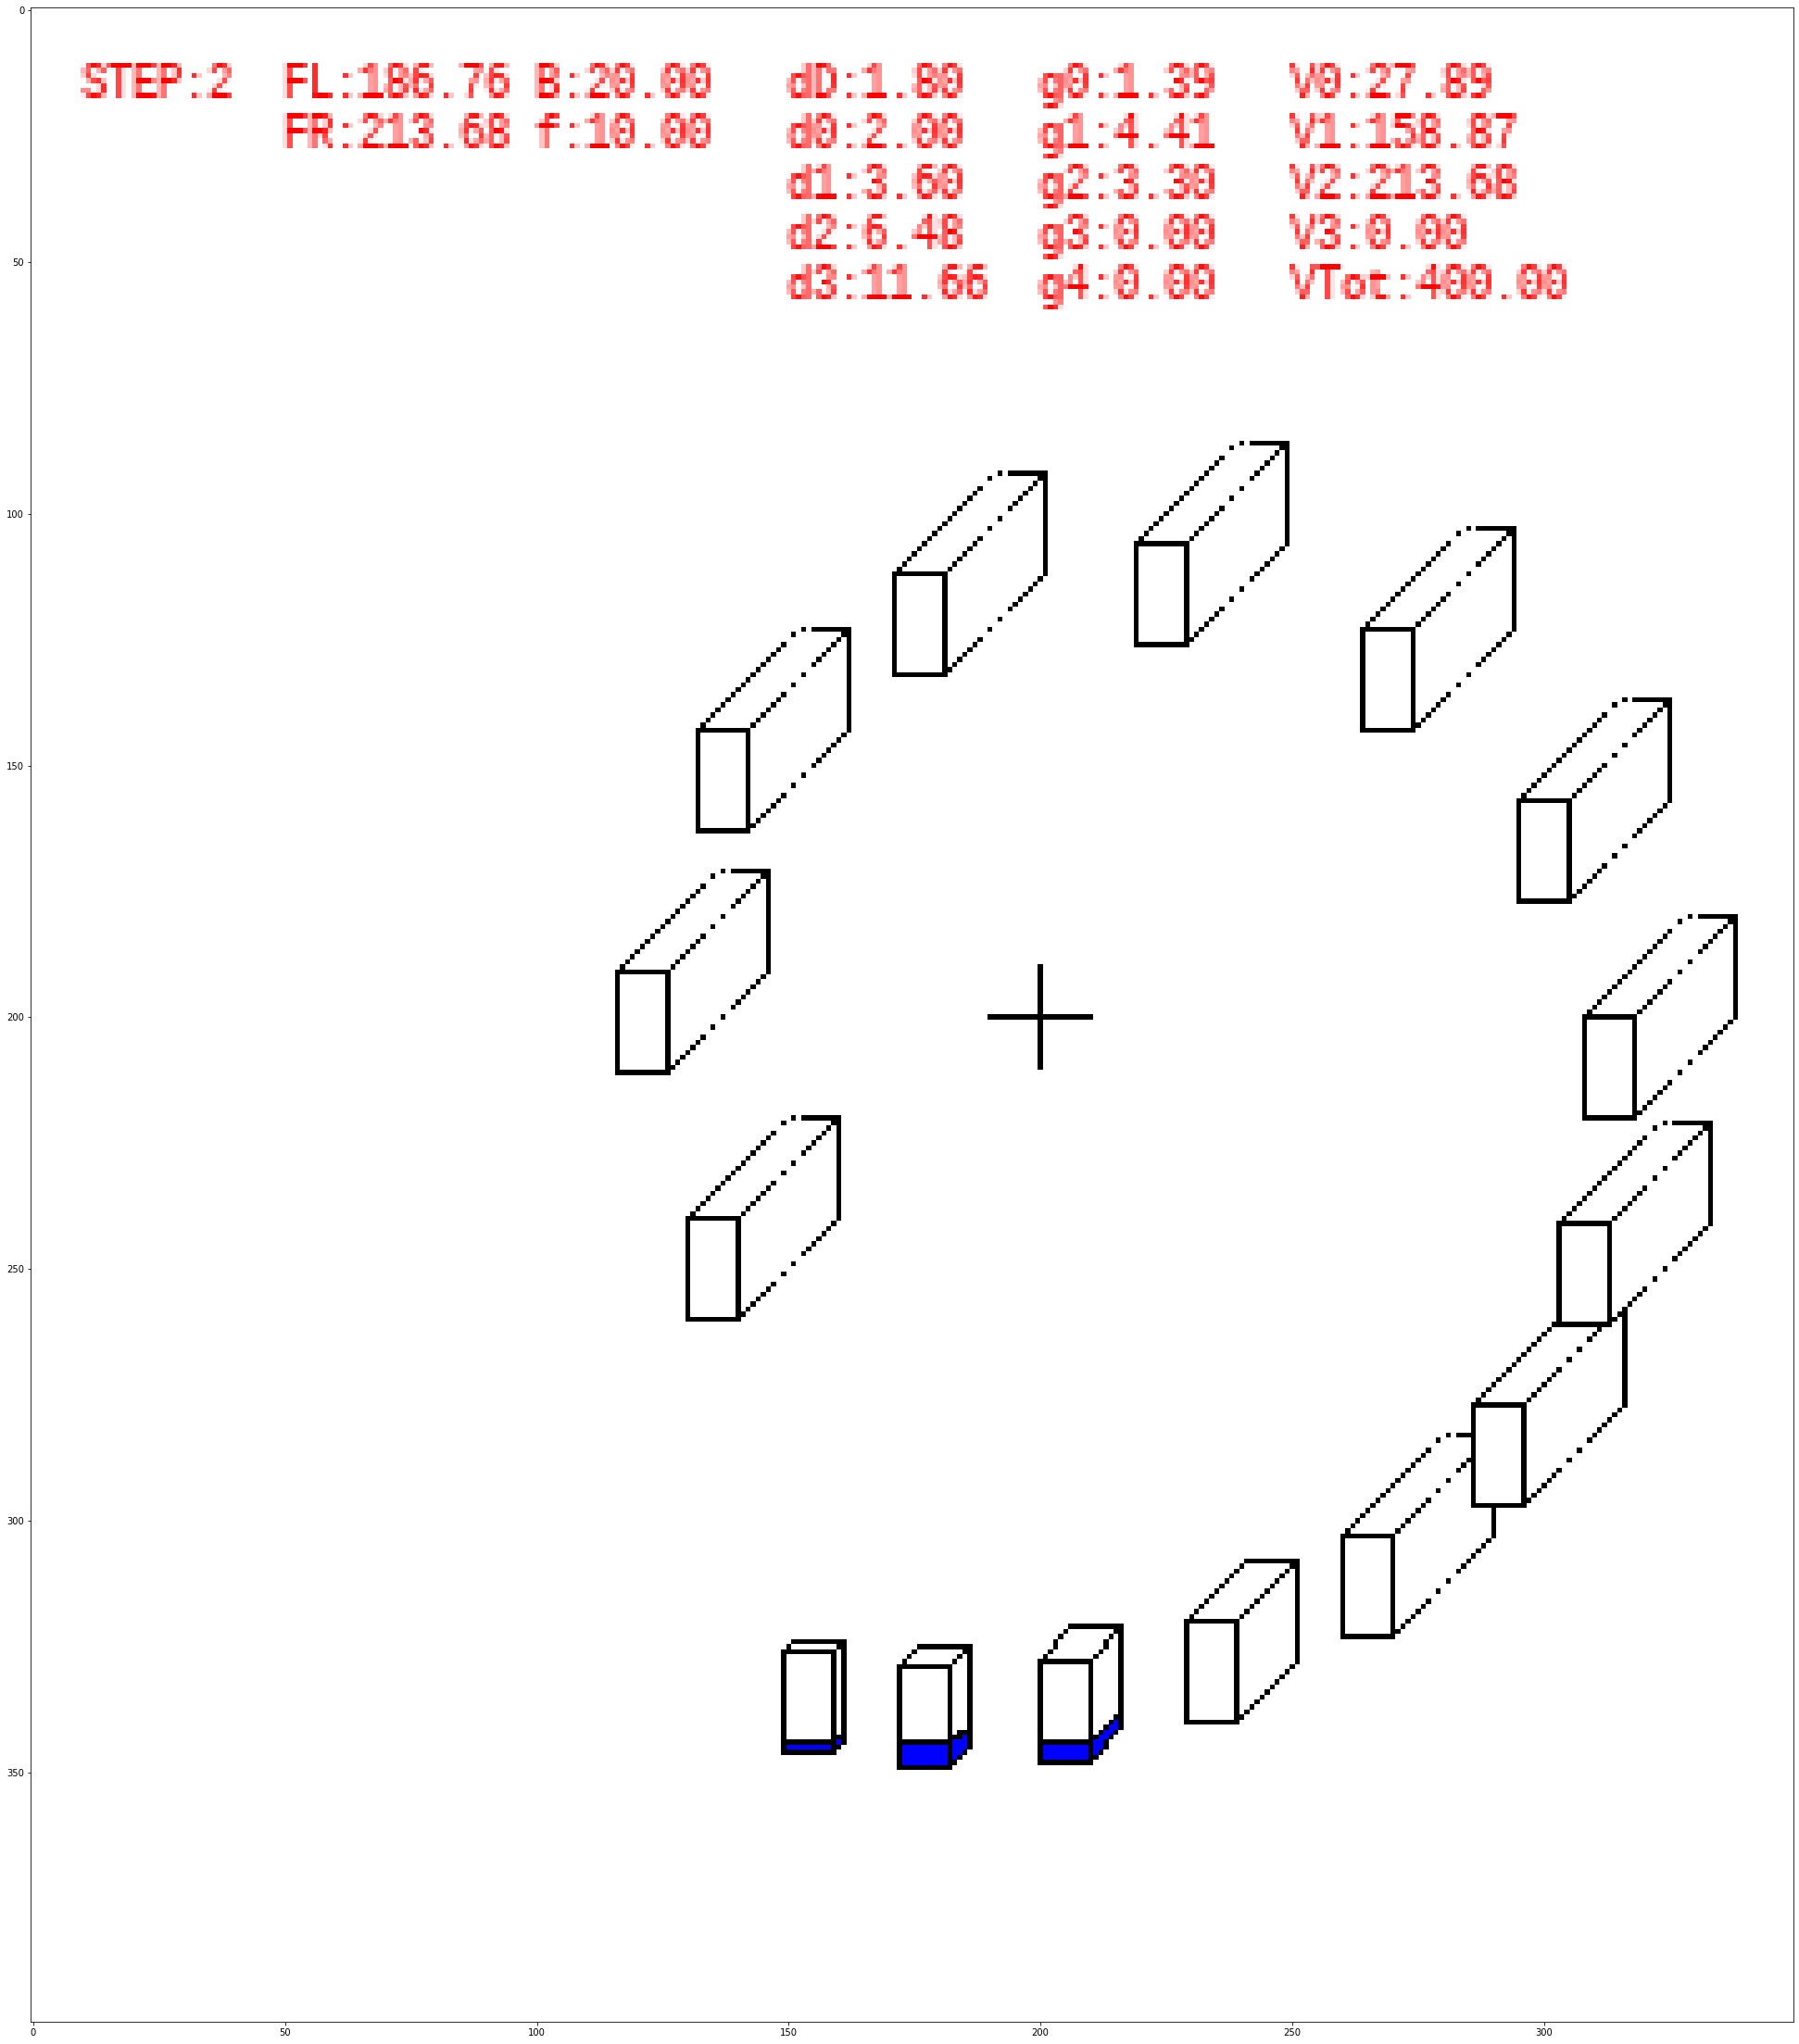 STEP:2 FL:186.76 B:20.00 dD:1.80 g0:1.39 V0:27.89
FR:213.68 f:10.00 d0:2.00 g1:4.41 V1:158.87
d1:3.60 g2:3.30 V2:213.68
d2:6.48 g3:0.00 V3:0.00
d3:11.66 g4:0.00 VTot:400.00
0
50
100
150
200
250
300
350
0 50 100 150 200 250 300